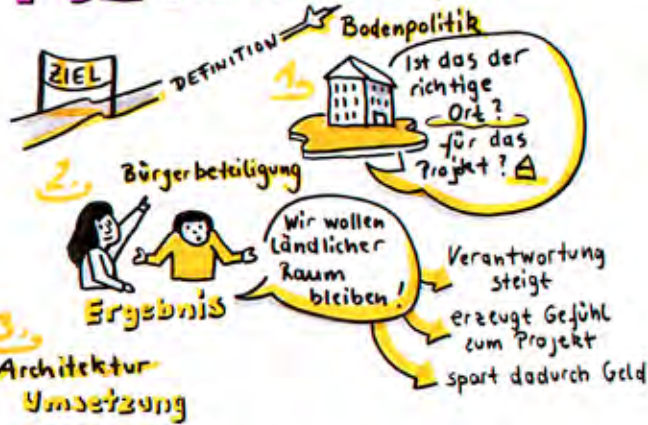 ZIEL
DEFINITION
Bodenpolitik
1.
Ist das der
richtige
Ort?
für das
Projekt?
2.
Bürgerbeteiligung
Wir wollen
ländlicher
Raum
bleiben!
Ergebnis
Verantwortung
steigt
erzeugt Gefühl
zum Projekt
spart dadurch Geld
3.
Architektur
Umsetzung